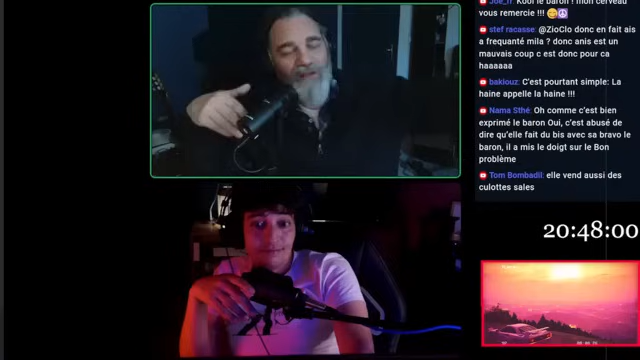 Joe_rr: Kool le baron ! mon cerveau
vous remercie !!!
stef racasse: @ZioClo donc en fait ais
a frequanté mila ? donc anis est un
mauvais coup c est donc pour ca
haaaaaa
bakiouz: C'est pourtant simple: La
haine appelle la haine !!!
Nama Sthé: Oh comme c'est bien
exprimé le baron Oui, c'est abusé de
dire qu'elle fait du bis avec sa bravo le
baron, il a mis le doigt sur le Bon
problème
Tom Bombadil: elle vend aussi des
culottes sales
20:48:00